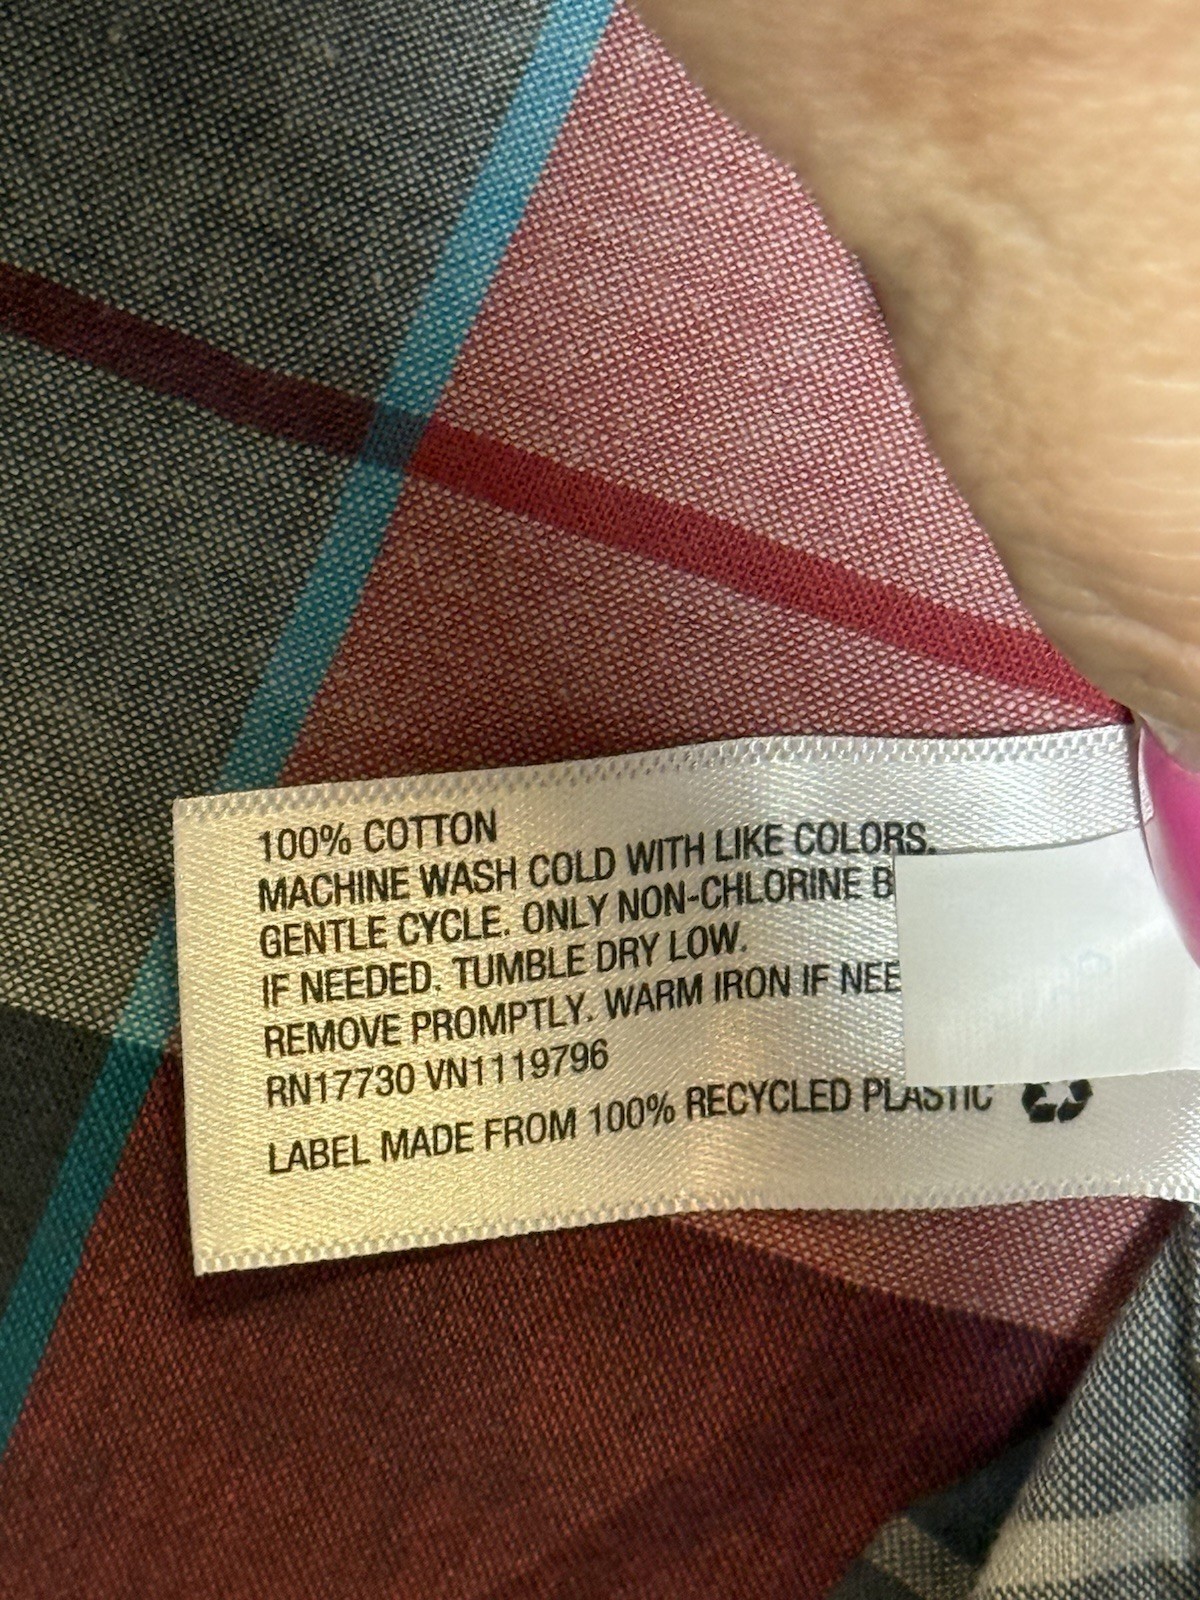 100% COTTON
MACHINE WASH COLD WITH LIKE COLORS.
GENTLE CYCLE. ONLY NON-CHLORINE B
IF NEEDED. TUMBLE DRY LOW.
REMOVE PROMPTLY. WARM IRON IF NEE
RN17730 VN1119796
LABEL MADE FROM 100% RECYCLED PLASTIC